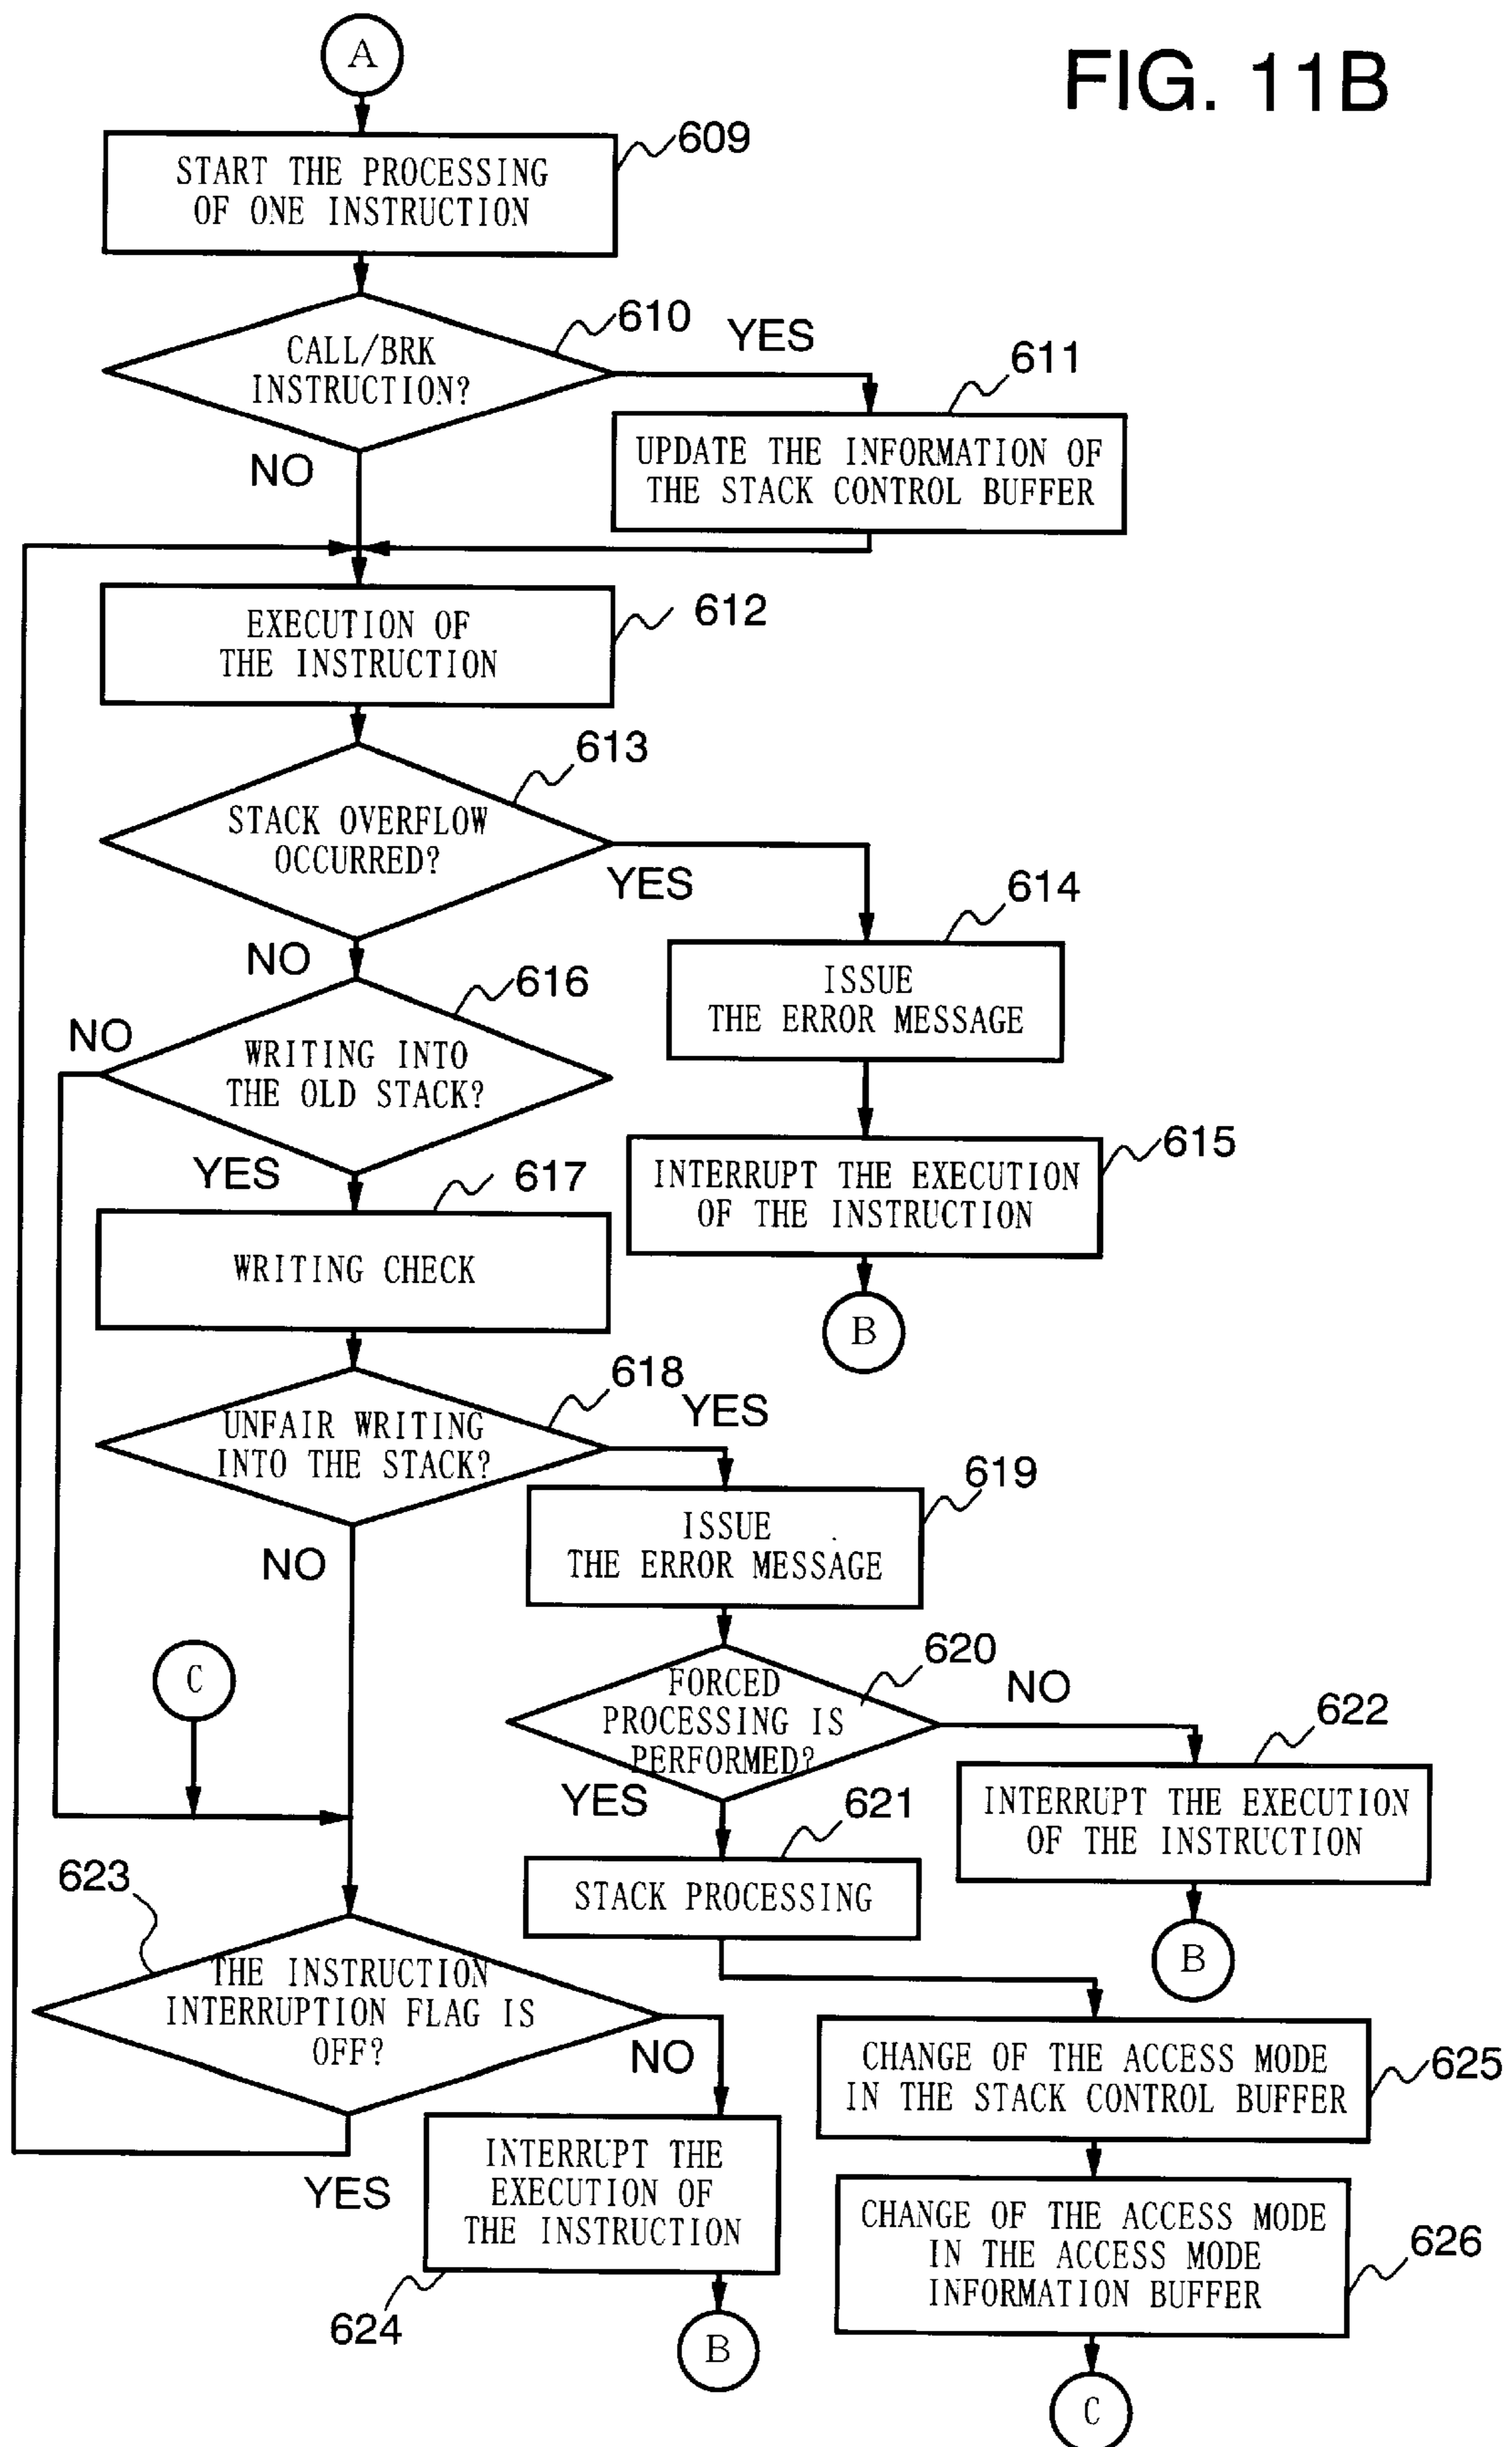 FIG. 11B
A
609
START THE PROCESSING
OF ONE INSTRUCTION
610
YES
CALL/BRK
INSTRUCTION?
611
NO
UPDATE THE INFORMATION OF
THE STACK CONTROL BUFFER
612
EXECUTION OF
THE INSTRUCTION
613
STACK OVERFLOW
OCCURRED?
YES
614
NO
ISSUE
THE ERROR MESSAGE
616
NO
WRITING INTO
THE OLD STACK?
615
YES
INTERRUPT THE EXECUTION
OF THE INSTRUCTION
617
WRITING CHECK
B
618
YES
UNFAIR WRITING
INTO THE STACK?
619
NO
ISSUE
THE ERROR MESSAGE
C
620
NO
FORCED
PROCESSING IS
PERFORMED?
622
YES
621
INTERRUPT THE EXECUTION
OF THE INSTRUCTION
623
STACK PROCESSING
B
THE INSTRUCTION
INTERRUPTION FLAG IS
OFF?
NO
625
CHANGE OF THE ACCESS MODE
IN THE STACK CONTROL BUFFER
YES
INTERRUPT THE
EXECUTION OF
THE INSTRUCTION
626
CHANGE OF THE ACCESS MODE
IN THE ACCESS MODE
INFORMATION BUFFER
624
B
C